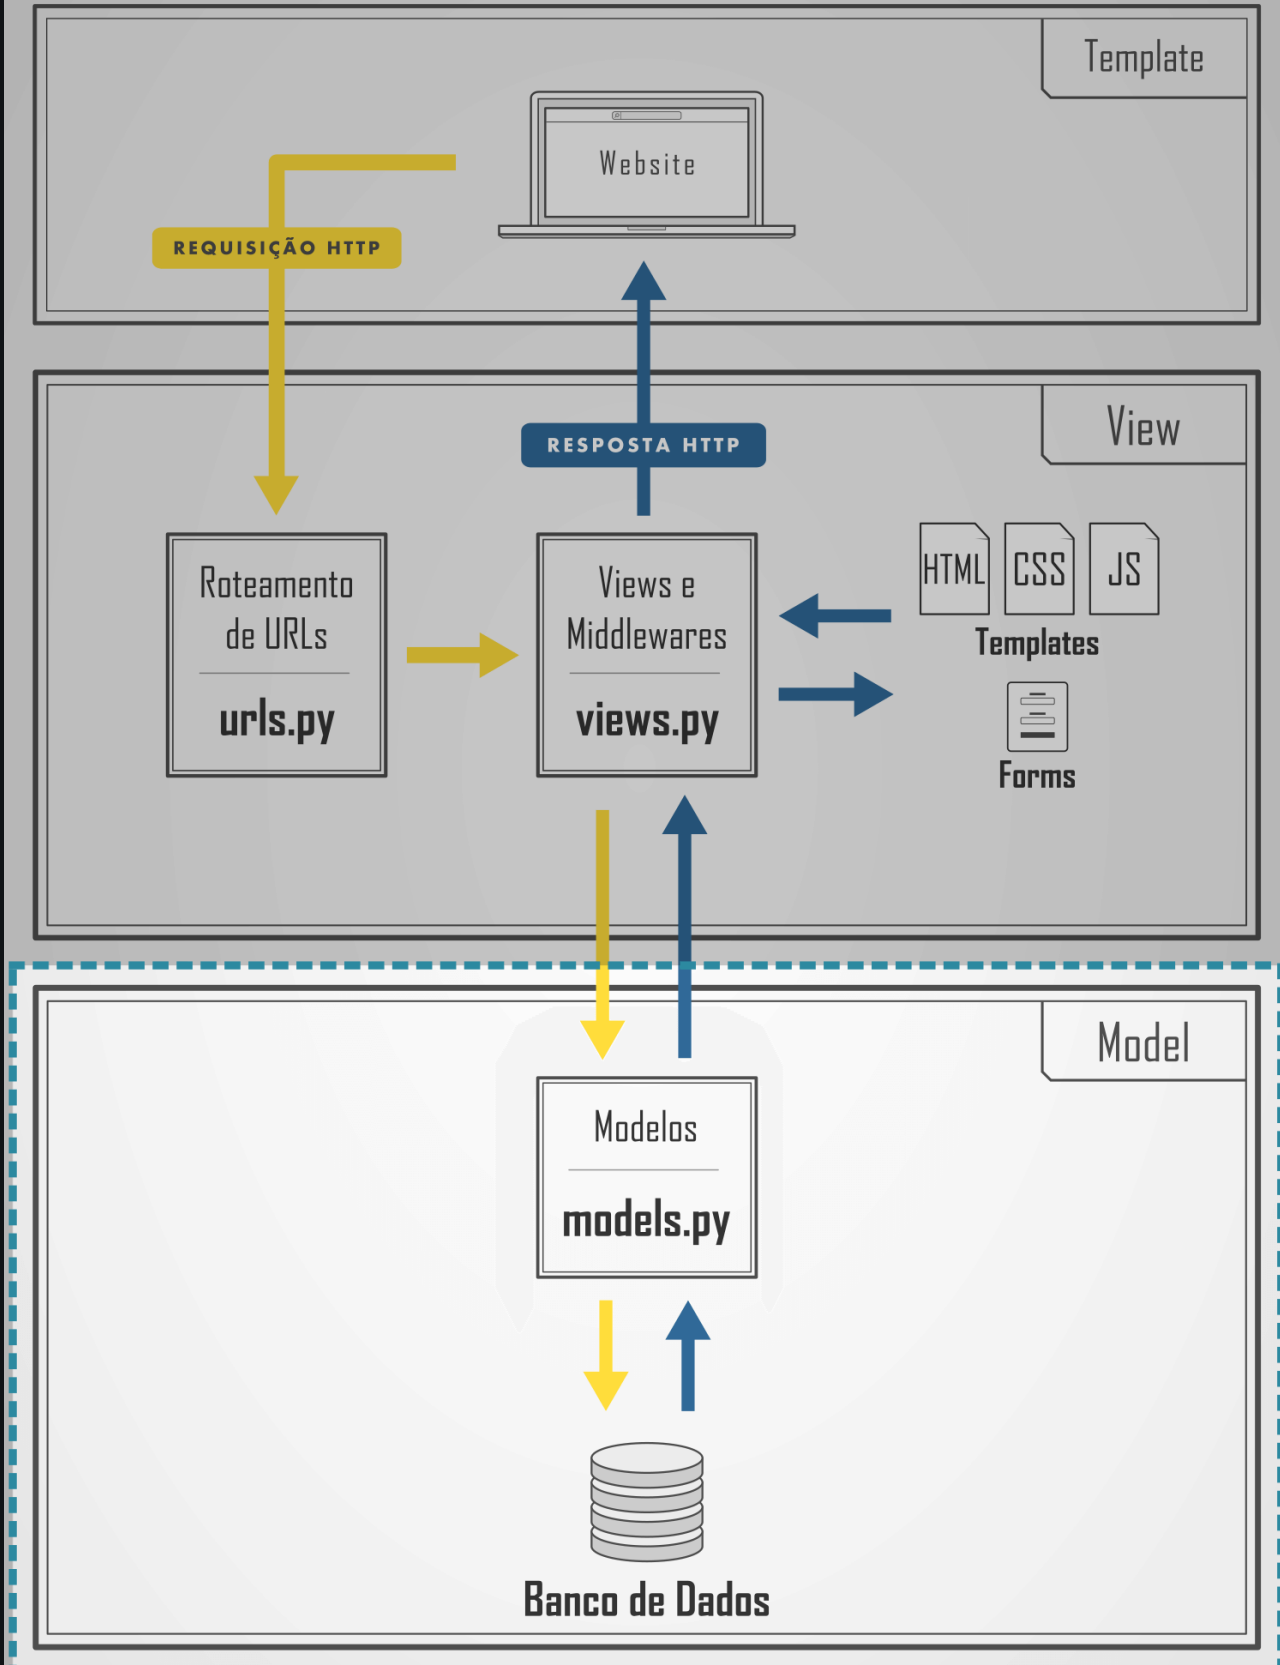 Template
Website
REQUISIÇÃO HTTP
View
RESPOSTA HTTP
Roteamento
de URLs
urls.py
Views e
Middlewares
views.py
HTML CSS JS
Templates
Forms
Model
Modelos
models.py
Banco de Dados